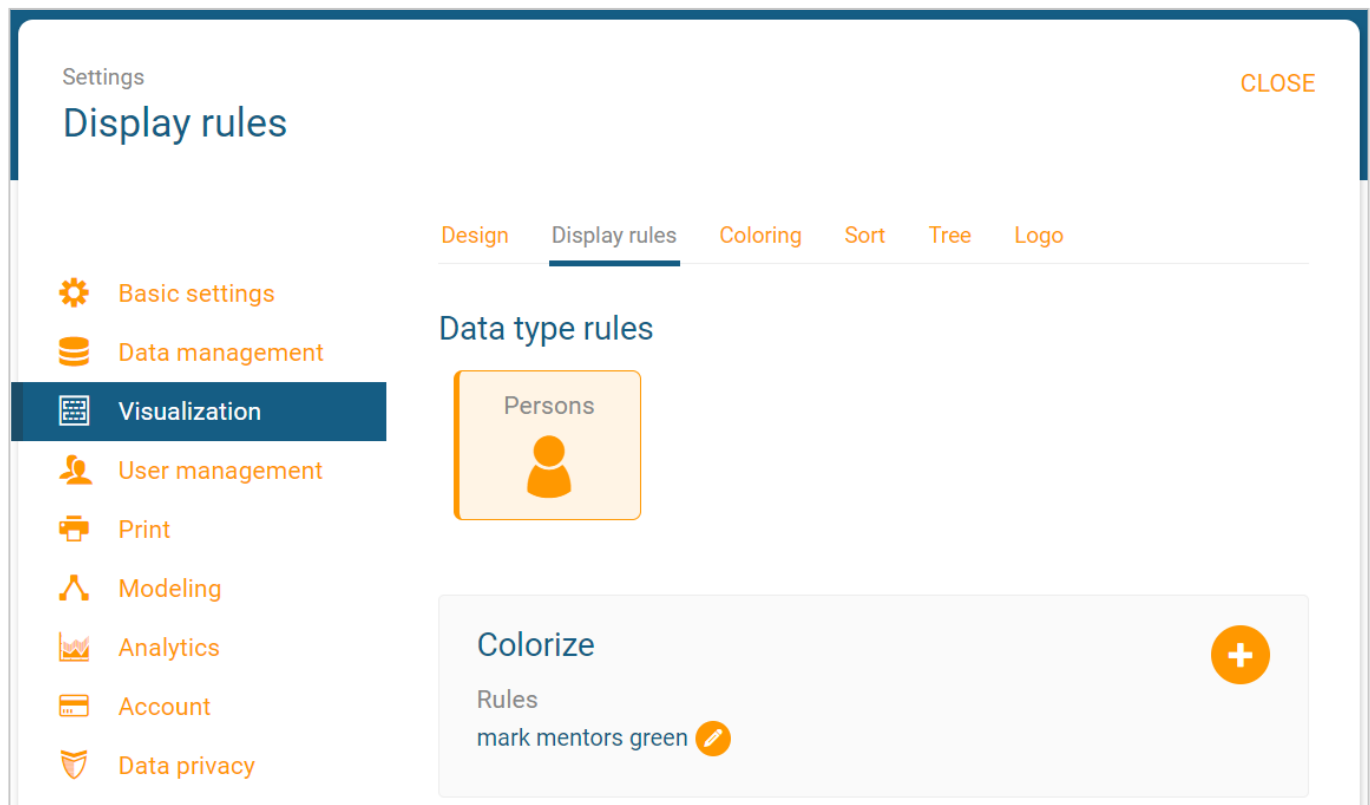 Settings
CLOSE
Display rules
Design Display rules Coloring Sort Tree Logo
Basic settings
Data management
Visualization
User management
Print
Modeling
Analytics
Account
Data privacy
Data type rules
Persons
Colorize
Rules
mark mentors green